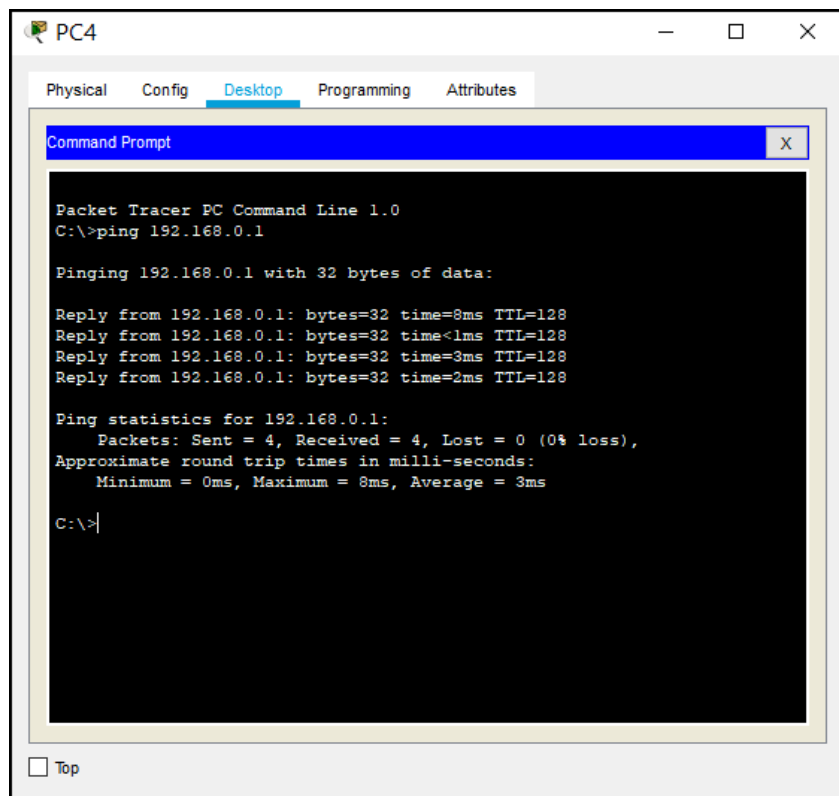 PC4
Physical Config Desktop Programming Attributes
Command Prompt X
Packet Tracer PC Command Line 1.0
C:\>ping 192.168.0.1
Pinging 192.168.0.1 with 32 bytes of data:
Reply from 192.168.0.1: bytes=32 time=8ms TTL=128
Reply from 192.168.0.1: bytes=32 time<1ms TTL=128
Reply from 192.168.0.1: bytes=32 time=3ms TTL=128
Reply from 192.168.0.1: bytes=32 time=2ms TTL=128
Ping statistics for 192.168.0.1:
Packets: Sent = 4, Received = 4, Lost = 0 (0% loss),
Approximate round trip times in milli-seconds:
Minimum = 0ms, Maximum = 8ms, Average = 3ms
C:\>
Top